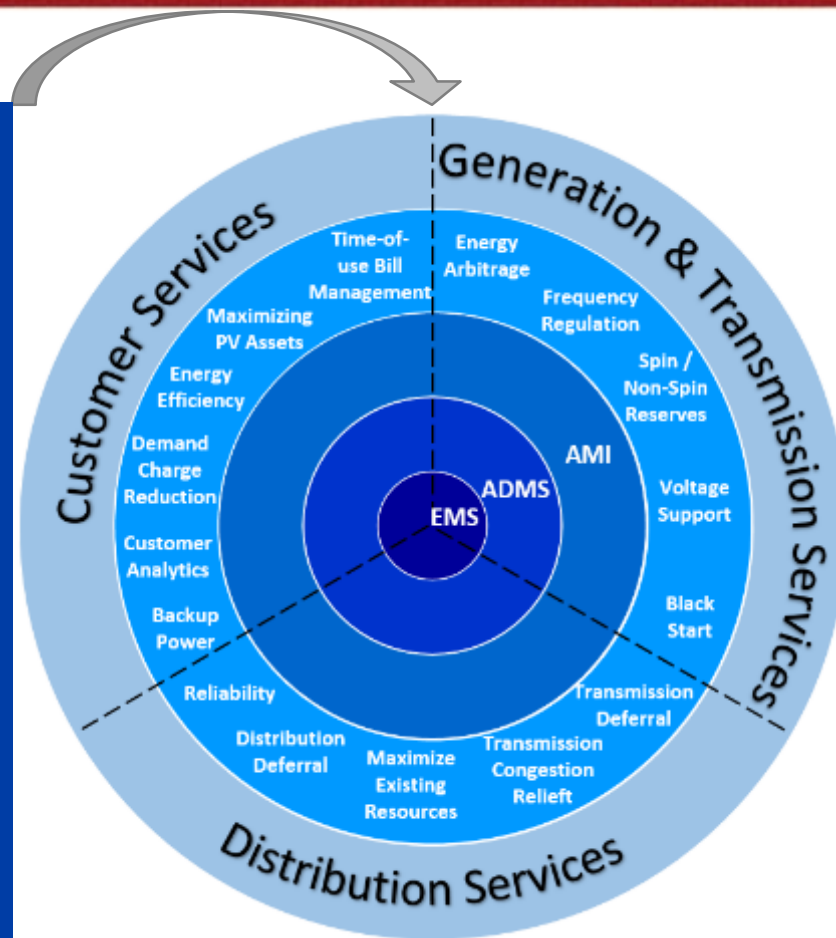 Customer Services
Generation & Transmission Services
Distribution Services
Time-of-
use Bill
Management
Maximizing
PV Assets
Energy
Efficiency
Demand
Charge
Reduction
Customer
Analytics
Backup
Power
Energy
Arbitrage
Frequency
Regulation
Spin /
Non-Spin
Reserves
Voltage
Support
Black
Start
Transmission
Deferral
Transmission
Congestion
Relieft
Maximize
Existing
Resources
Distribution
Deferral
Reliability
AMI
ADMS
EMS